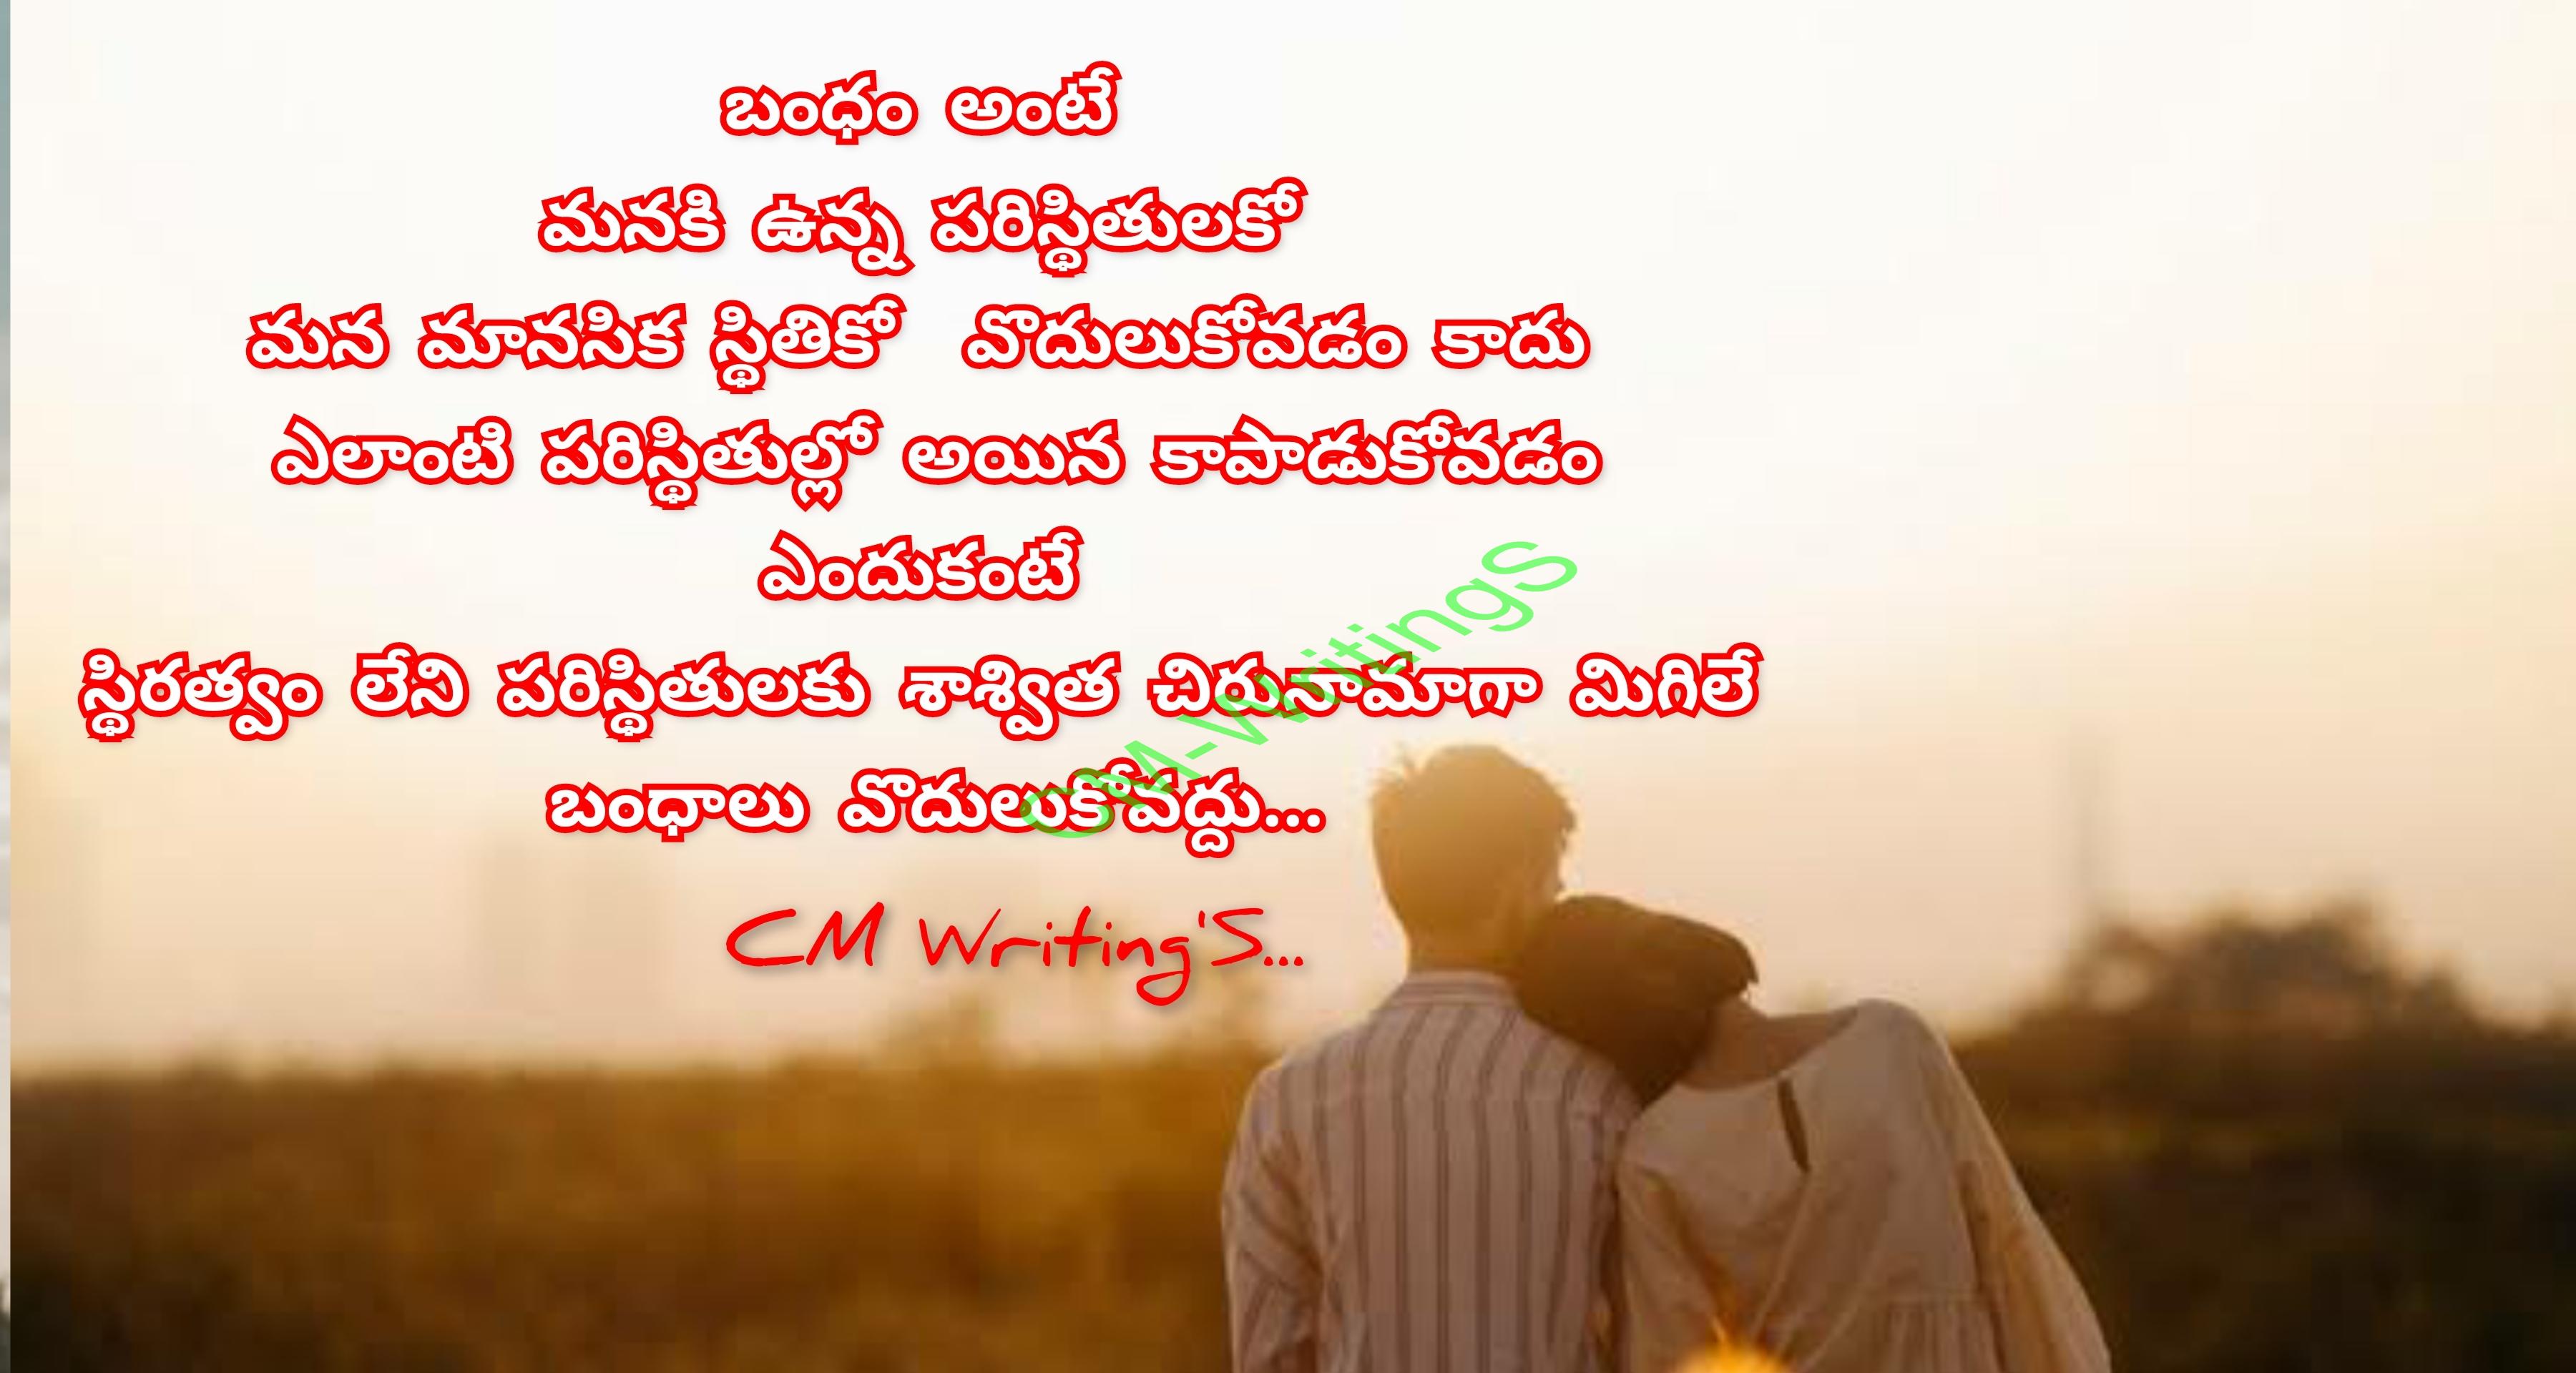 బంధం అంటే
మనకి ఉన్న పరిస్థితులకో
మన మానసిక స్థితికో వొదులుకోవడం కాదు
ఎలాంటి పరిస్థితుల్లో అయిన కాపాడుకోవడం
ఎందుకంటే
స్థిరత్వం లేని పరిస్థితులకు శాశ్విత చిరునామాగా మిగిలే
బంధాలు వొదులుకోవద్దు...
CM-WritingS
CM Writing'S...